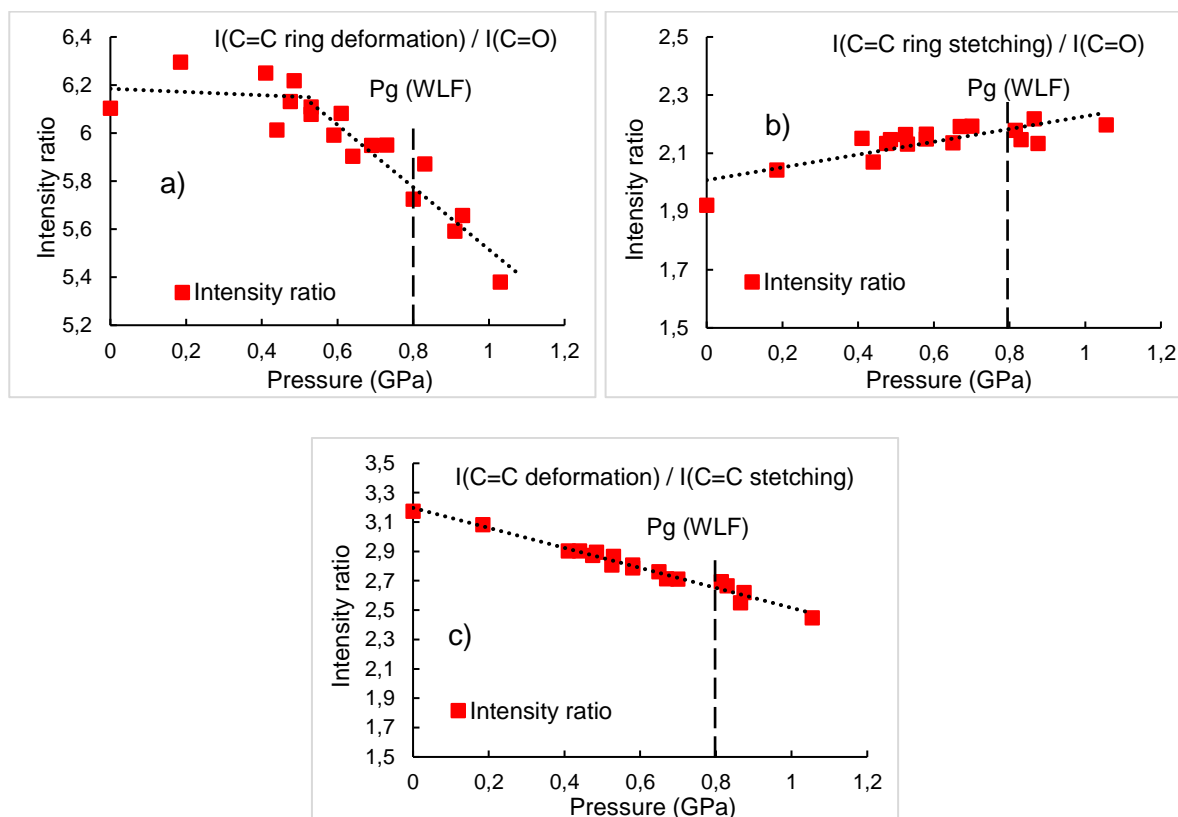 I(C=C ring deformation) / I(C=O)
Pg (WLF)
a)
Intensity ratio
Intensity ratio
6,4
6,2
6
5,8
5,6
5,4
5,2
0 0,2 0,4 0,6 0,8 1 1,2
Pressure (GPa)
I(C=C ring stetching) / I(C=O)
Pg (WLF)
b)
Intensity ratio
Intensity ratio
2,5
2,3
2,1
1,9
1,7
1,5
0 0,2 0,4 0,6 0,8 1 1,2
Pressure (GPa)
I(C=C deformation) / I(C=C stetching)
Pg (WLF)
c)
Intensity ratio
Intensity ratio
3,5
3,3
3,1
2,9
2,7
2,5
2,3
2,1
1,9
1,7
1,5
0 0,2 0,4 0,6 0,8 1 1,2
Pressure (GPa)